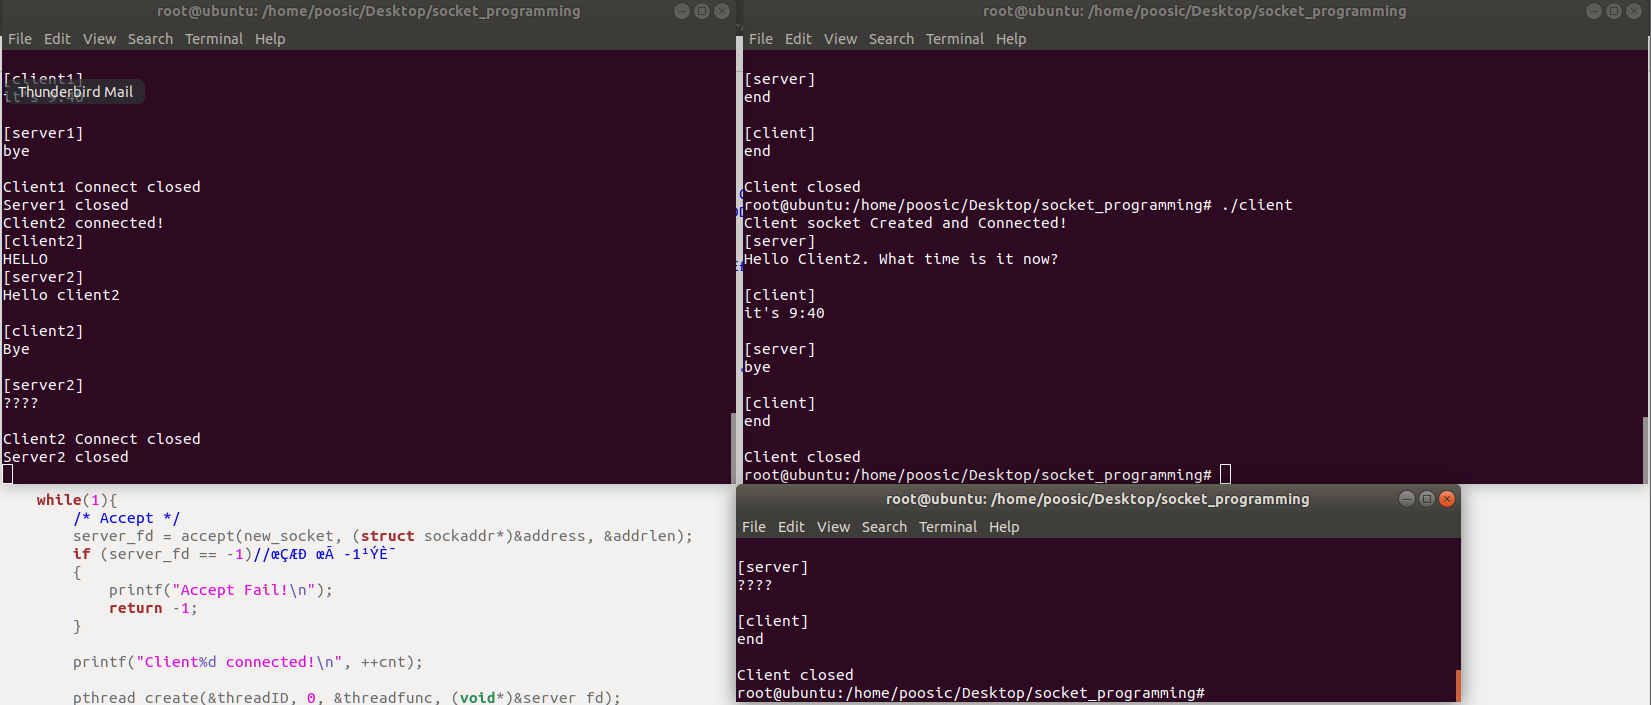 root@ubuntu: /home/poosic/Desktop/socket_programming
File Edit View Search Terminal Help
[client1]
Thunderbird Mail
it's 9:40
[server1]
bye
Client1 Connect closed
Server1 closed
Client2 connected!
[client2]
HELLO
[server2]
Hello client2
[client2]
Bye
[server2]
????
Client2 Connect closed
Server2 closed
root@ubuntu: /home/poosic/Desktop/socket_programming
File Edit View Search Terminal Help
[server]
end
[client]
end
Client closed
root@ubuntu:/home/poosic/Desktop/socket_programming# ./client
Client socket Created and Connected!
[server]
Hello Client2. What time is it now?
[client]
it's 9:40
[server]
bye
[client]
end
Client closed
root@ubuntu:/home/poosic/Desktop/socket_programming#
while(1){
/* Accept */
server_fd = accept(new_socket, (struct sockaddr*)&address, &addrlen);
if (server_fd == -1)//œÇÆÐ œÃ -1¹ÝÈ¯
{
printf("Accept Fail!\n");
return -1;
}
printf("Client%d connected!\n", ++cnt);
pthread_create(&threadID, 0, &threadfunc, (void*)&server_fd);
root@ubuntu: /home/poosic/Desktop/socket_programming
File Edit View Search Terminal Help
[server]
????
[client]
end
Client closed
root@ubuntu:/home/poosic/Desktop/socket_programming#